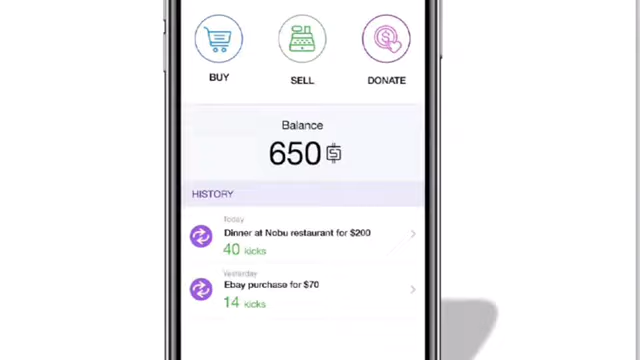 BUY
SELL
DONATE
Balance
650
HISTORY
Today
Dinner at Nobu restaurant for $200
40 kicks
Yesterday
Ebay purchase for $70
14 kicks